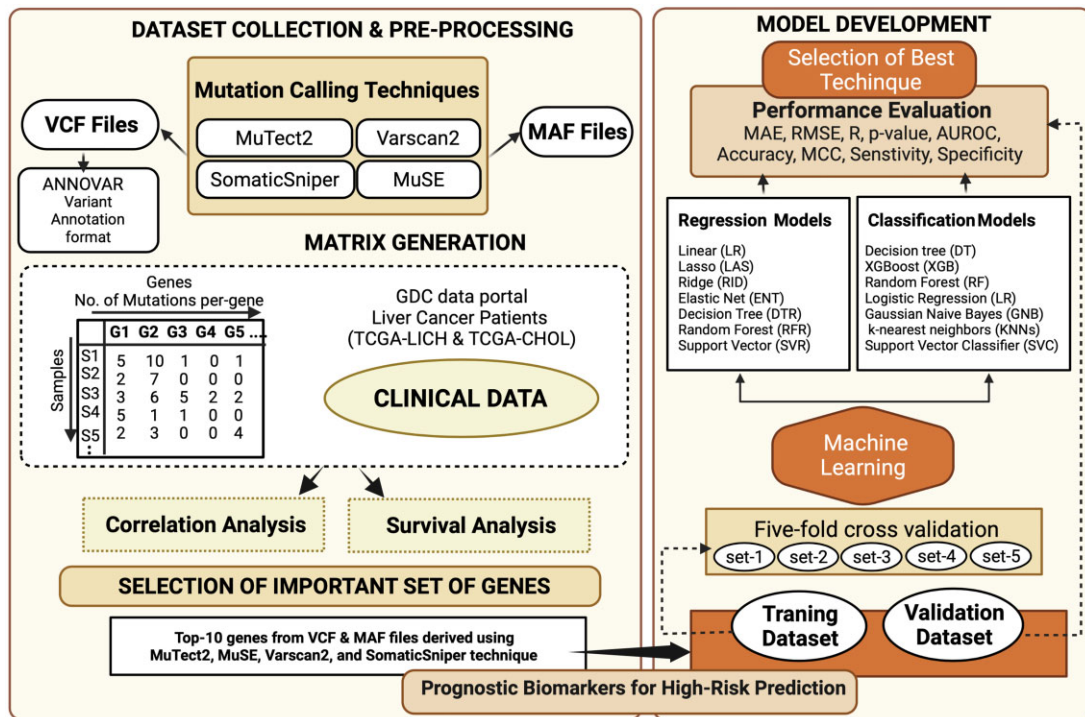 DATASET COLLECTION & PRE-PROCESSING
Mutation Calling Techniques
VCF Files
MuTect2
Varscan2
MAF Files
SomaticSniper
MuSE
ANNOVAR
Variant
Annotation
format
MATRIX GENERATION
Genes
No. of Mutations per-gene
Samples
G1 G2 G3 G4 G5 ....
S1 5 10 1 0 1
S2 2 7 0 0 0
S3 3 6 5 2 2
S4 5 1 1 0 0
S5 2 3 0 0 4
:
GDC data portal
Liver Cancer Patients
(TCGA-LICH & TCGA-CHOL)
CLINICAL DATA
Correlation Analysis
Survival Analysis
SELECTION OF IMPORTANT SET OF GENES
Top-10 genes from VCF & MAF files derived using
MuTect2, MuSE, Varscan2, and SomaticSniper technique
Prognostic Biomarkers for High-Risk Prediction
MODEL DEVELOPMENT
Selection of Best
Techinque
Performance Evaluation
MAE, RMSE, R, p-value, AUROC,
Accuracy, MCC, Senstivity, Specificity
Regression Models
Linear (LR)
Lasso (LAS)
Ridge (RID)
Elastic Net (ENT)
Decision Tree (DTR)
Random Forest (RFR)
Support Vector (SVR)
Classification Models
Decision tree (DT)
XGBoost (XGB)
Random Forest (RF)
Logistic Regression (LR)
Gaussian Naive Bayes (GNB)
k-nearest neighbors (KNNs)
Support Vector Classifier (SVC)
Machine
Learning
Five-fold cross validation
set-1 set-2 set-3 set-4 set-5
Traning
Dataset
Validation
Dataset